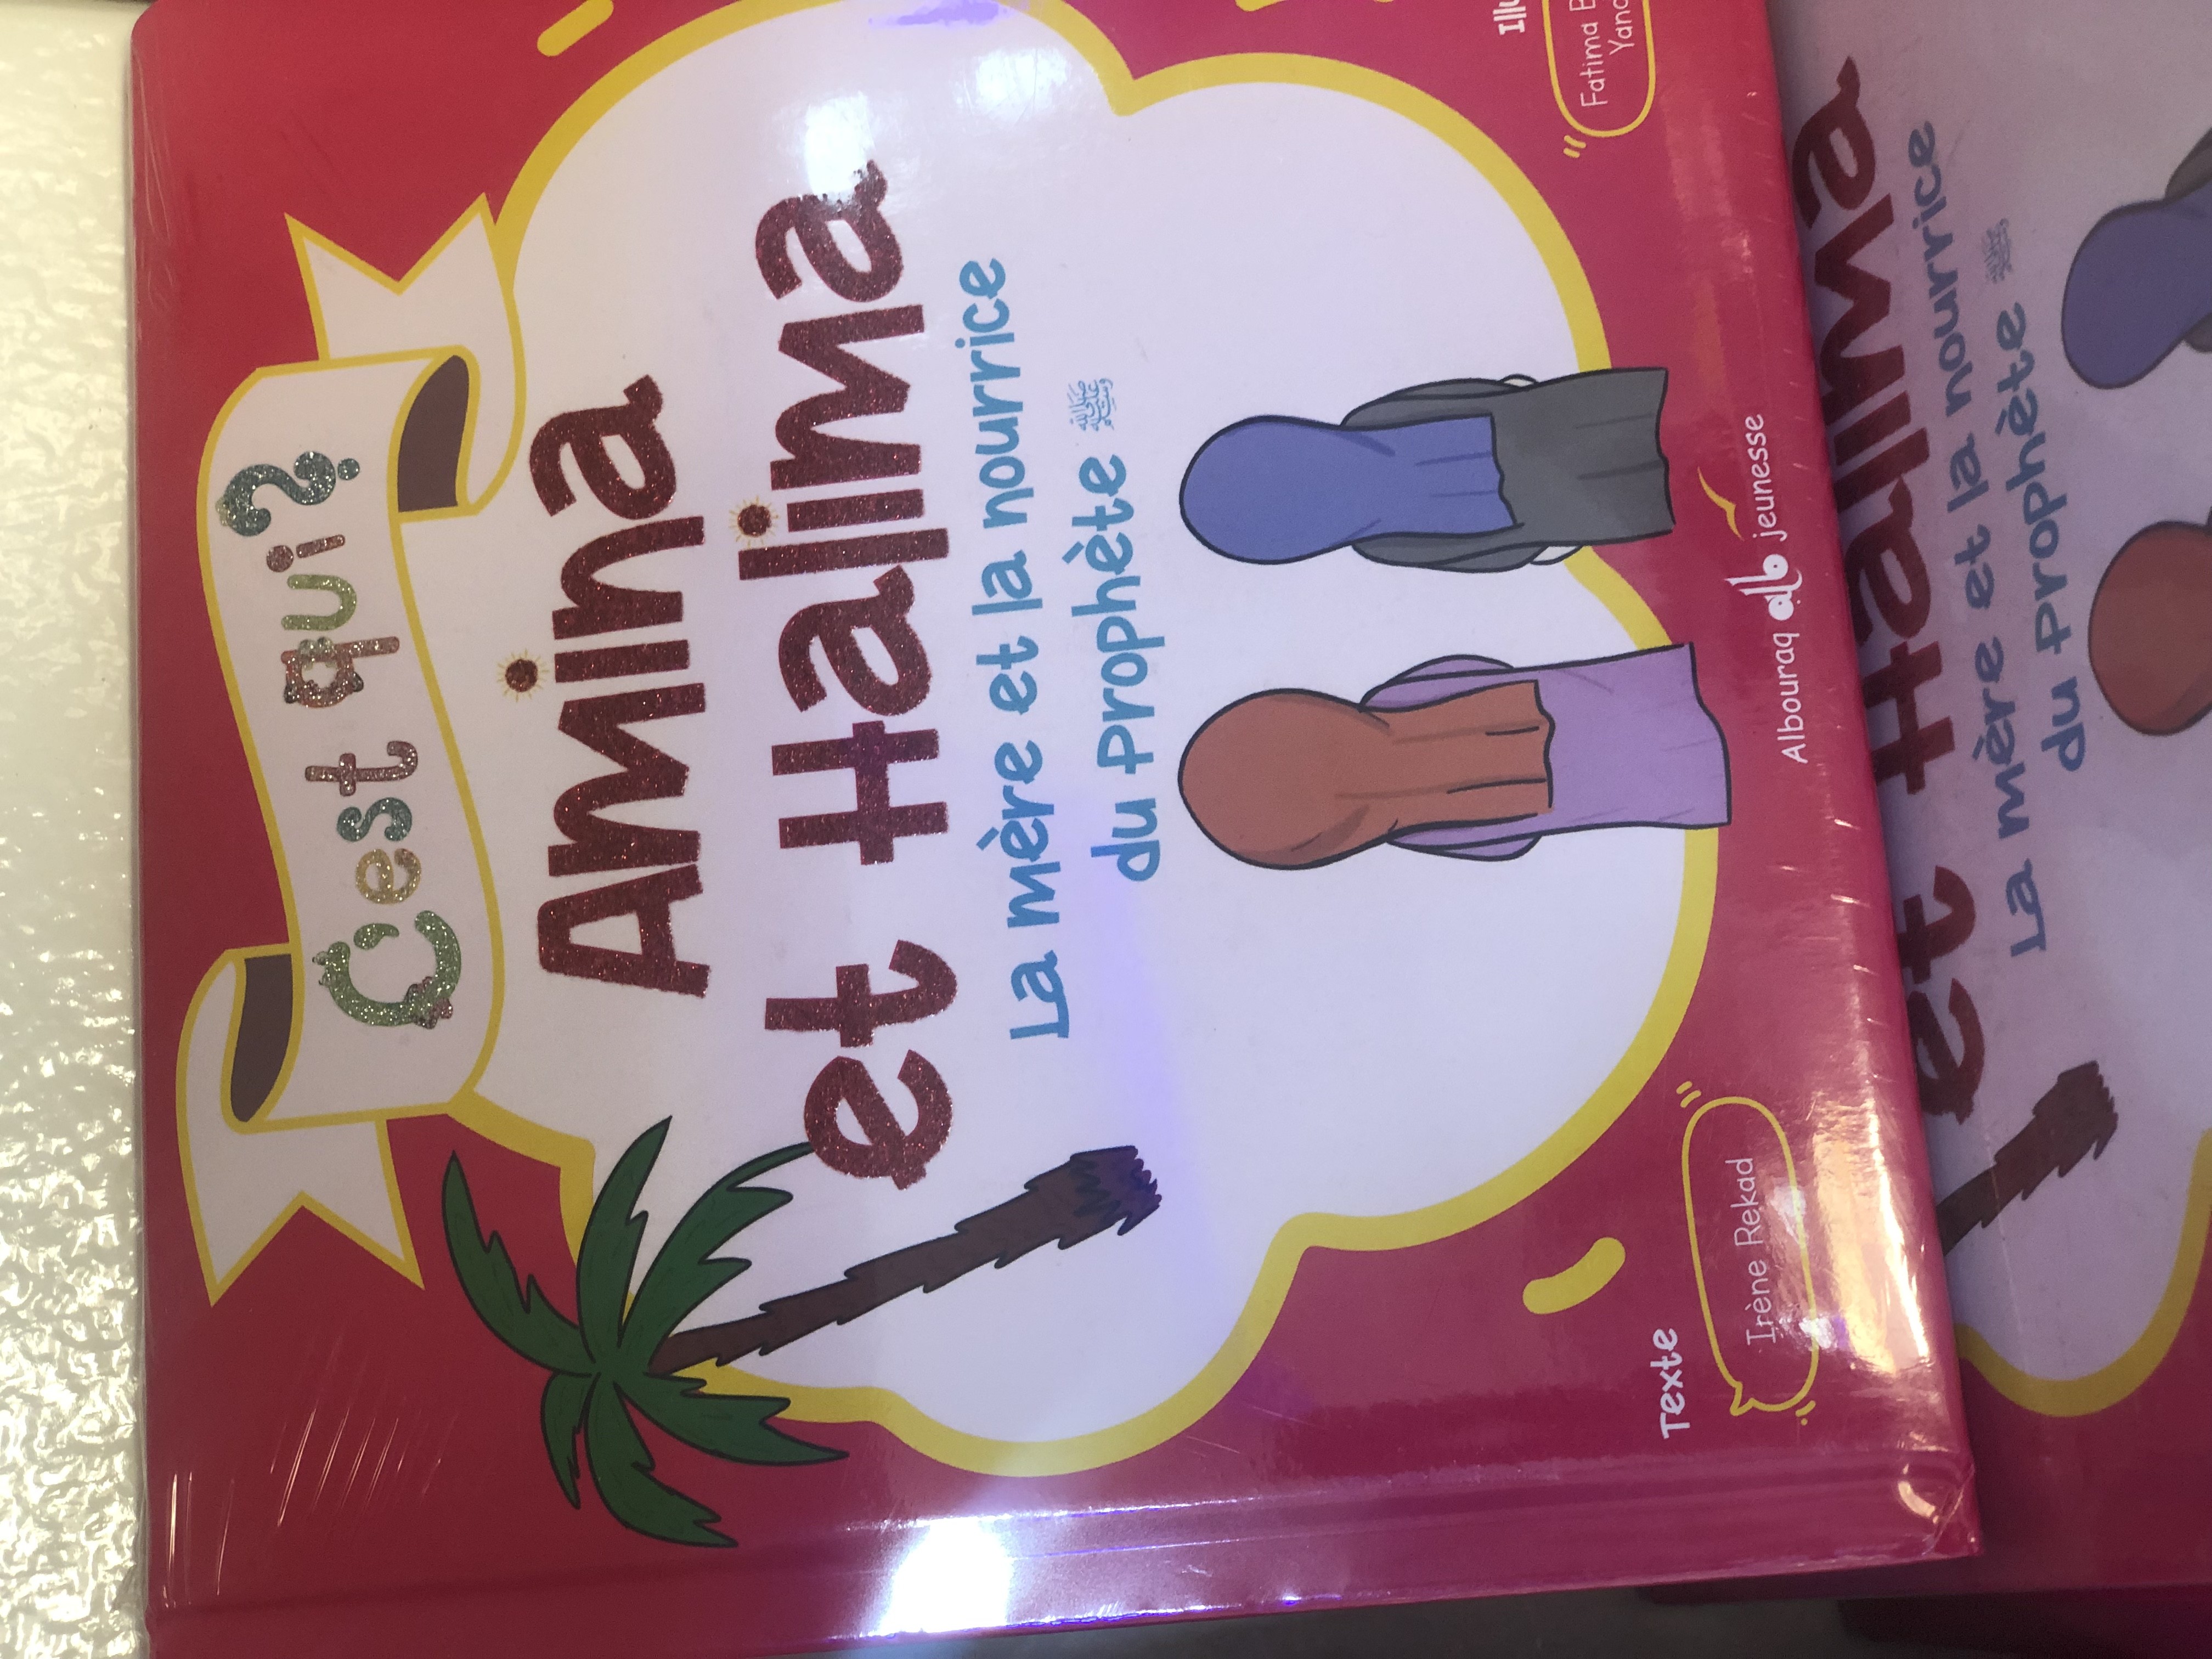 C'est qui ?
Amina
et Halima
La mère et la nourrice
du Prophète ﷺ
Texte
Irène Rekad
Albouraq alb jeunesse
Fatima
et Halima
La mère et la nourrice
du Prophète ﷺ